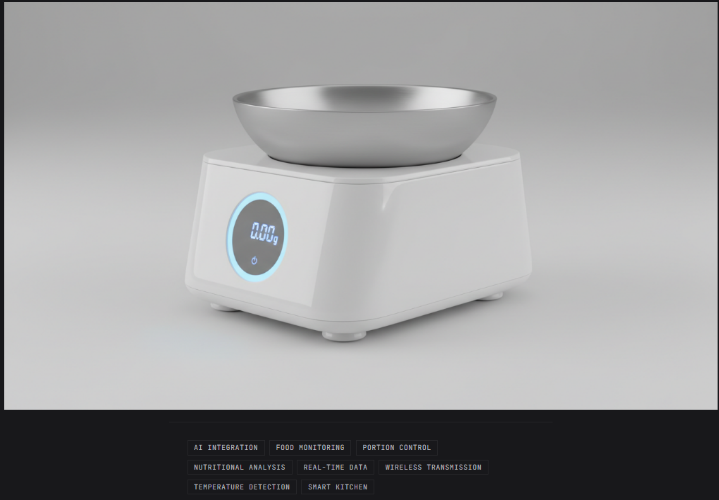 0.00g
AI INTEGRATION FOOD MONITORING PORTION CONTROL
NUTRITIONAL ANALYSIS REAL-TIME DATA WIRELESS TRANSMISSION
TEMPERATURE DETECTION SMART KITCHEN